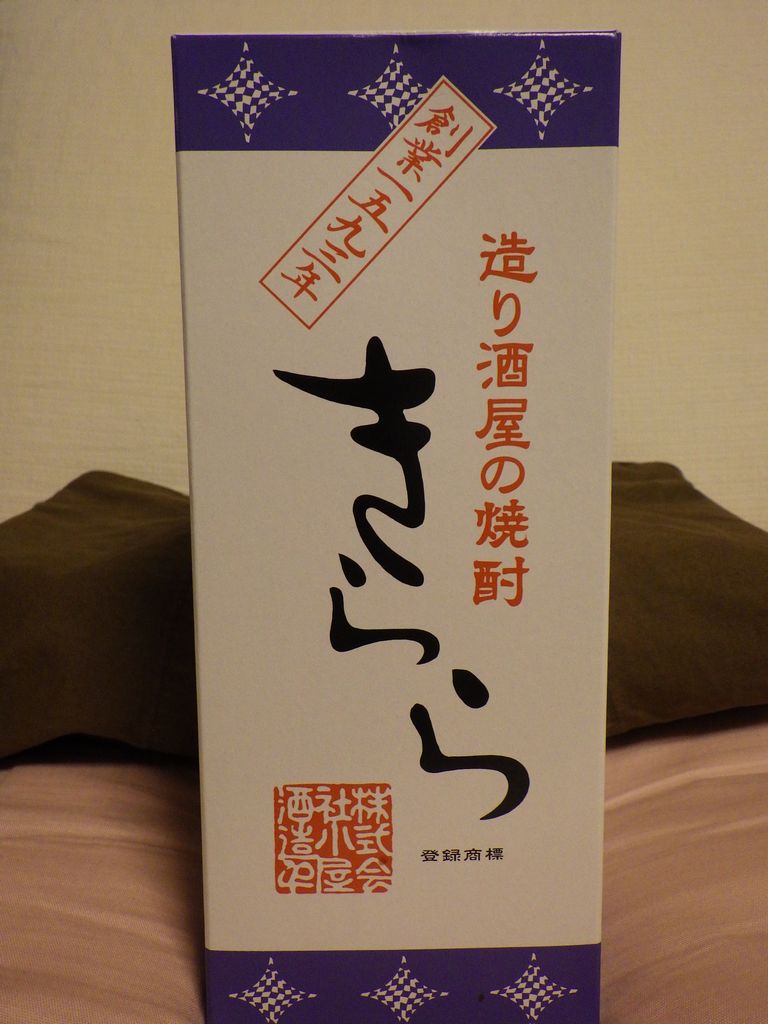 創業一五九三年
造り酒屋の焼酎
きらら
株式会
社小屋
酒造
登録商標